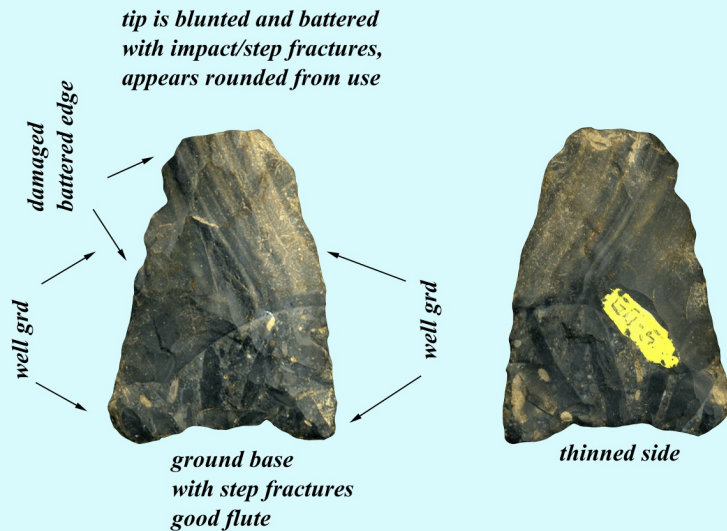 tip is blunted and battered
with impact/step fractures,
appears rounded from use
damaged
battered edge
well grd
well grd
ground base
with step fractures
good flute
thinned side